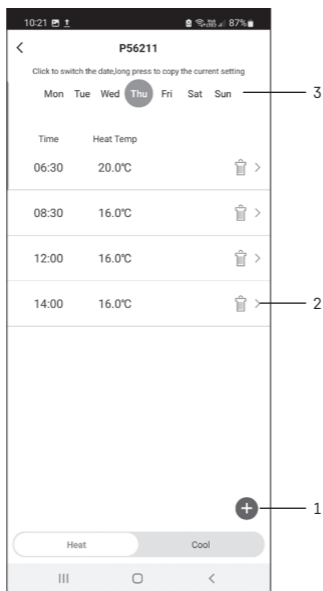 10:21 87%
P56211
Click to switch the date,long press to copy the current setting
Mon Tue Wed Thu Fri Sat Sun 3
Time Heat Temp
06:30 20.0℃
08:30 16.0℃
12:00 16.0℃
14:00 16.0℃ 2
1
Heat Cool